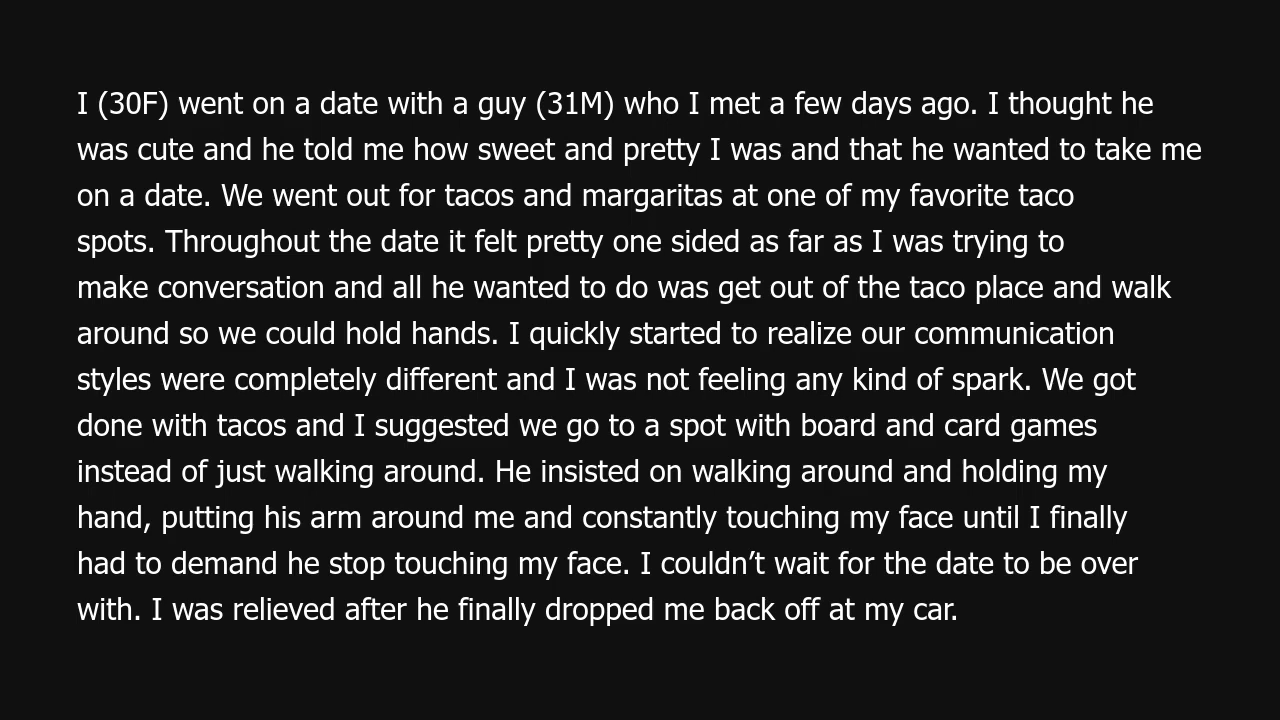 I (30F) went on a date with a guy (31M) who I met a few days ago. I thought he
was cute and he told me how sweet and pretty I was and that he wanted to take me
on a date. We went out for tacos and margaritas at one of my favorite taco
spots. Throughout the date it felt pretty one sided as far as I was trying to
make conversation and all he wanted to do was get out of the taco place and walk
around so we could hold hands. I quickly started to realize our communication
styles were completely different and I was not feeling any kind of spark. We got
done with tacos and I suggested we go to a spot with board and card games
instead of just walking around. He insisted on walking around and holding my
hand, putting his arm around me and constantly touching my face until I finally
had to demand he stop touching my face. I couldn’t wait for the date to be over
with. I was relieved after he finally dropped me back off at my car.